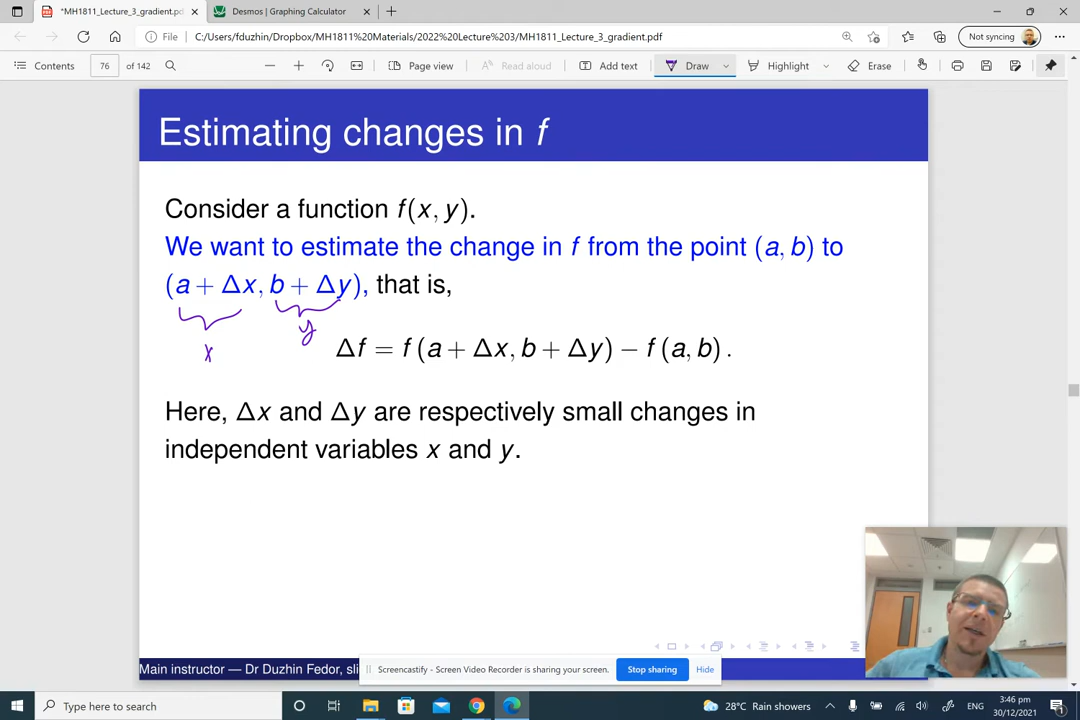 *MH1811_Lecture_3_gradient.pd
Desmos | Graphing Calculator
File
C:/Users/fduzhin/Dropbox/MH1811%20Materials/2022%20Lecture%203/MH1811_Lecture_3_gradient.pdf
Not syncing
Contents
76
of 142
Page view
Read aloud
Add text
Draw
Highlight
Erase
Estimating changes in f
Consider a function f(x, y).
We want to estimate the change in f from the point (a, b) to
(a + Δx, b + Δy), that is,
x
y
Δf = f (a + Δx, b + Δy) − f (a, b) .
Here, Δx and Δy are respectively small changes in
independent variables x and y.
Main instructor — Dr Duzhin Fedor, sli
Screencastify - Screen Video Recorder is sharing your screen.
Stop sharing
Hide
Type here to search
28°C Rain showers
ENG
3:46 pm
30/12/2021